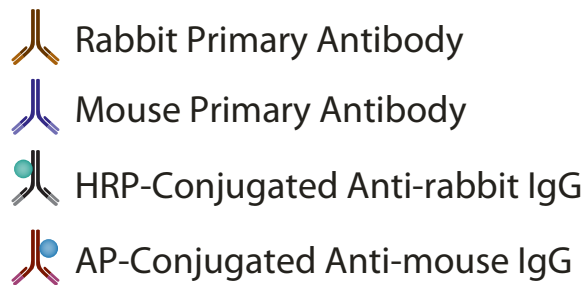 Rabbit Primary Antibody
Mouse Primary Antibody
HRP-Conjugated Anti-rabbit IgG
AP-Conjugated Anti-mouse IgG